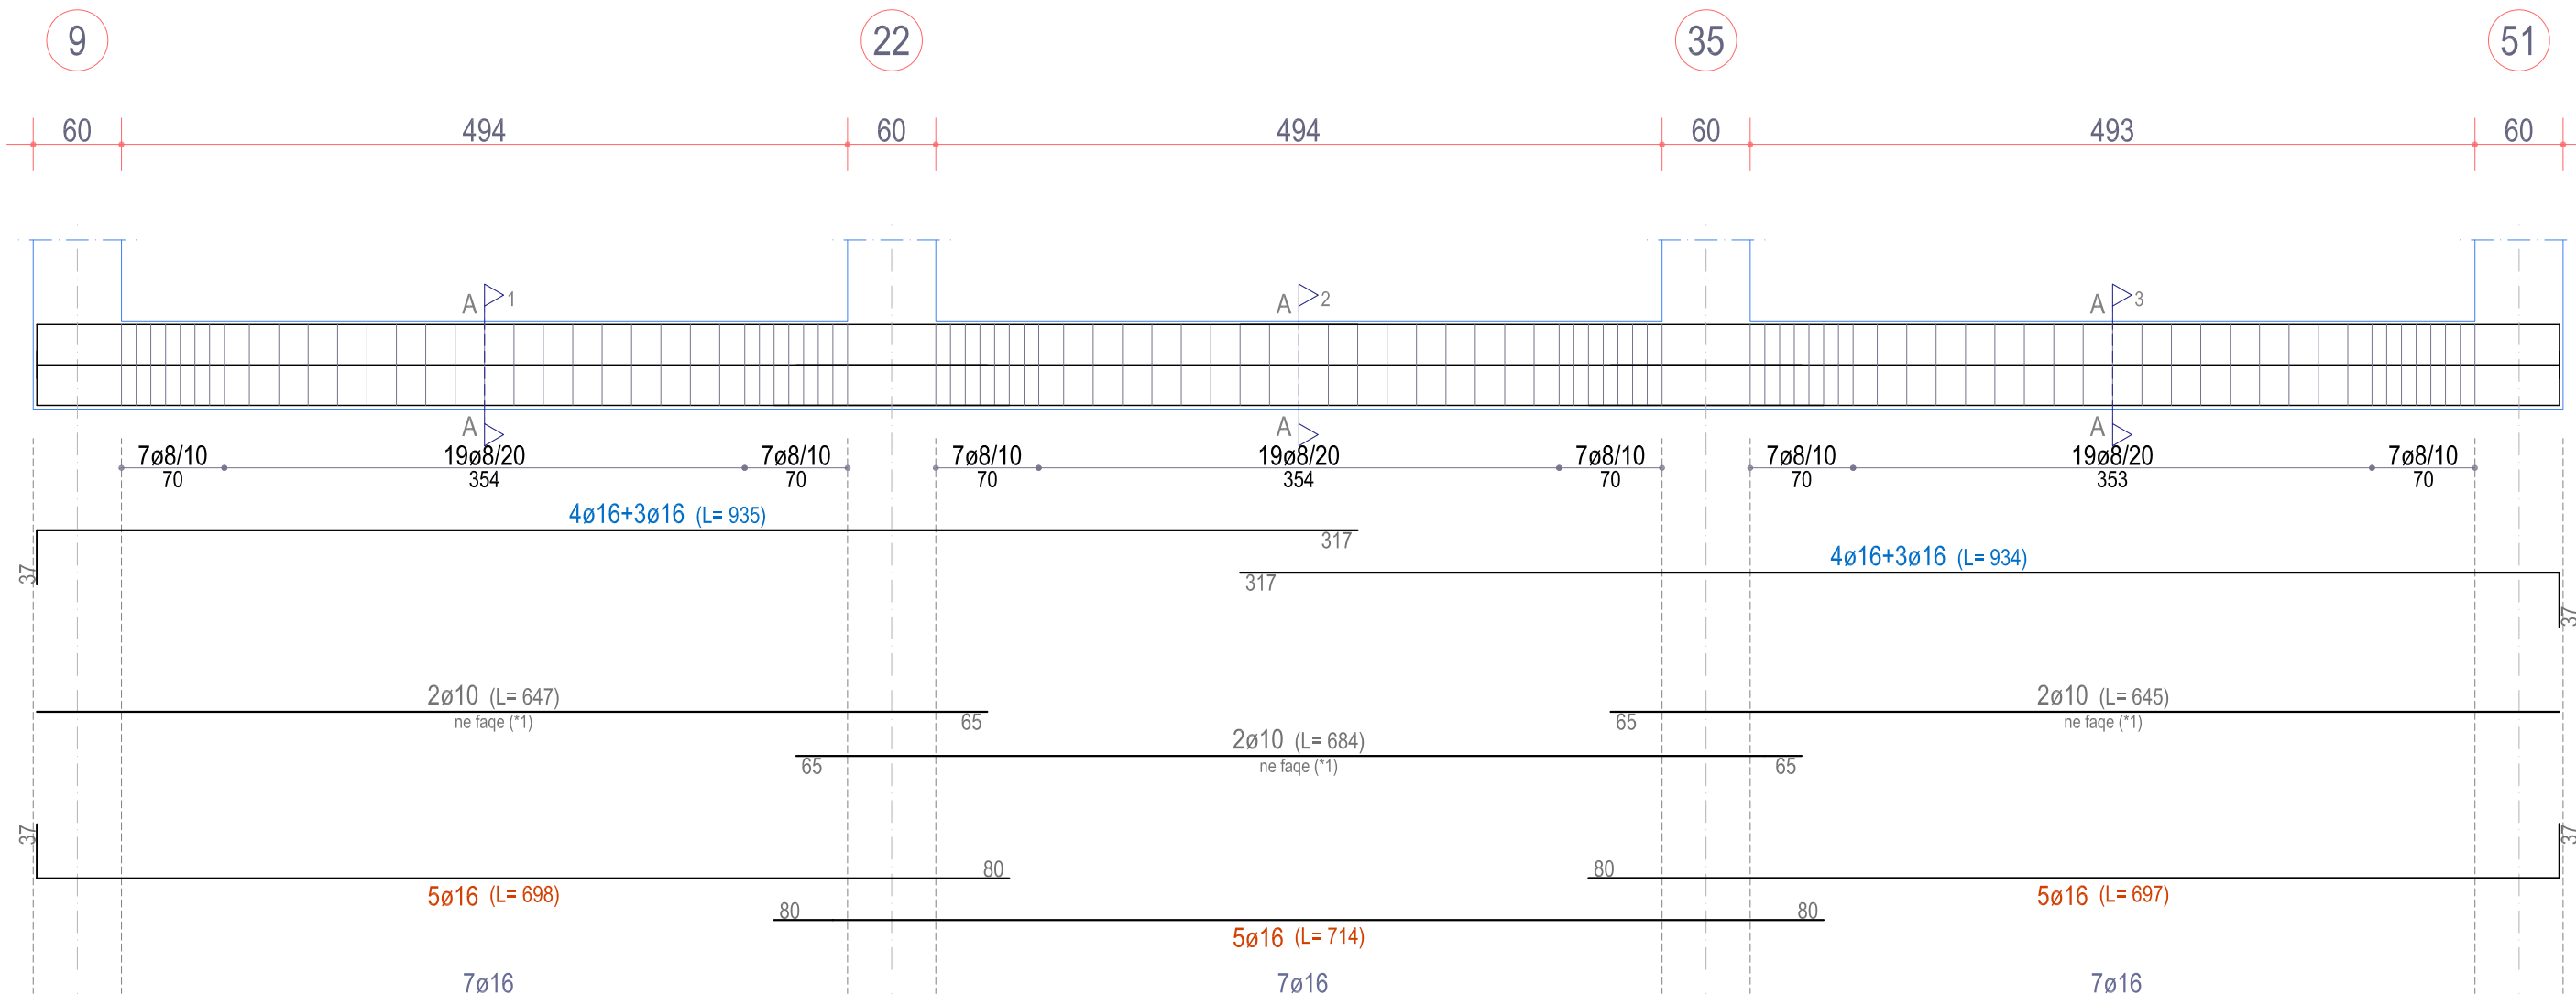 9 22 35 51
60 494 60 494 60 493 60
A 1 A 2 A 3
A A A
7ø8/10 19ø8/20 7ø8/10 7ø8/10 19ø8/20 7ø8/10 7ø8/10 19ø8/20 7ø8/10
70 354 70 70 354 70 70 353 70
4ø16+3ø16 (L= 935)
317
37
4ø16+3ø16 (L= 934)
317
37
2ø10 (L= 647)
ne faqe (*1)
65
65
2ø10 (L= 645)
ne faqe (*1)
2ø10 (L= 684)
ne faqe (*1)
65
65
37
37
80
80
5ø16 (L= 698)
5ø16 (L= 697)
80
80
5ø16 (L= 714)
7ø16 7ø16 7ø16